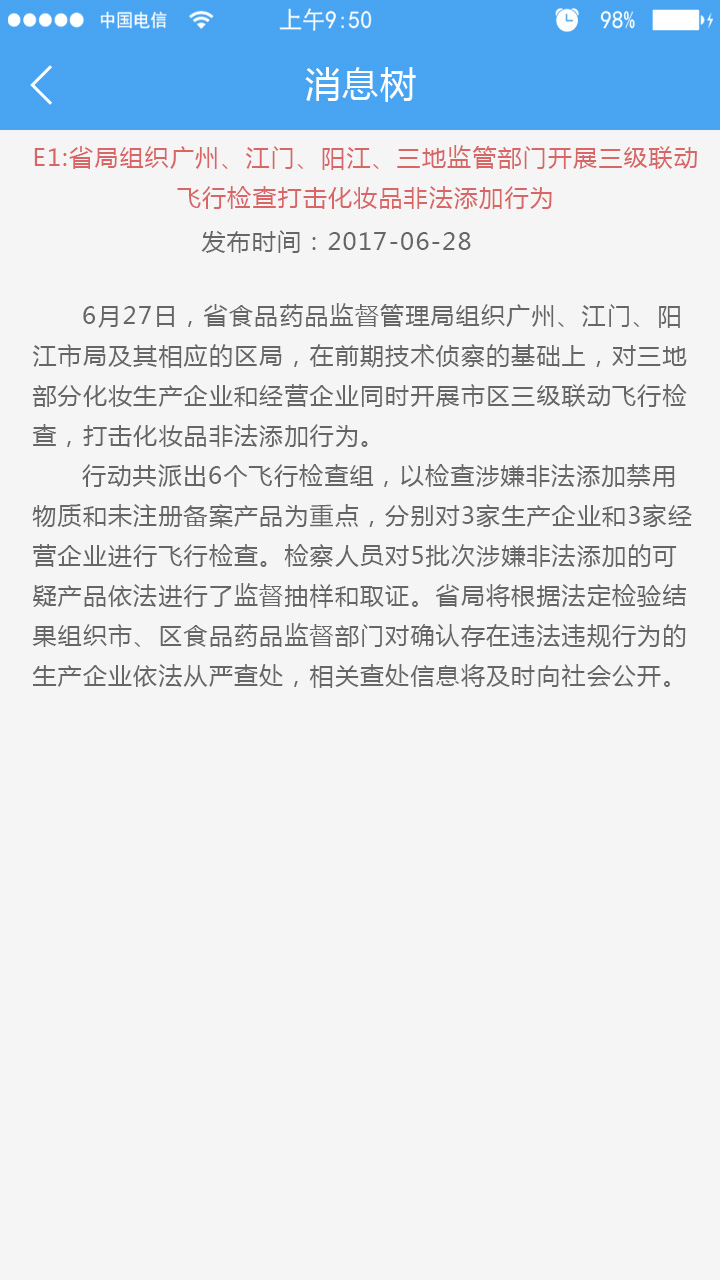 中国电信 上午9:50 98%
消息树
E1:省局组织广州、江门、阳江、三地监管部门开展三级联动
飞行检查打击化妆品非法添加行为
发布时间：2017-06-28
6月27日，省食品药品监督管理局组织广州、江门、阳
江市局及其相应的区局，在前期技术侦察的基础上，对三地
部分化妆生产企业和经营企业同时开展市区三级联动飞行检
查，打击化妆品非法添加行为。
行动共派出6个飞行检查组，以检查涉嫌非法添加禁用
物质和未注册备案产品为重点，分别对3家生产企业和3家经
营企业进行飞行检查。检察人员对5批次涉嫌非法添加的可
疑产品依法进行了监督抽样和取证。省局将根据法定检验结
果组织市、区食品药品监督部门对确认存在违法违规行为的
生产企业依法从严查处，相关查处信息将及时向社会公开。